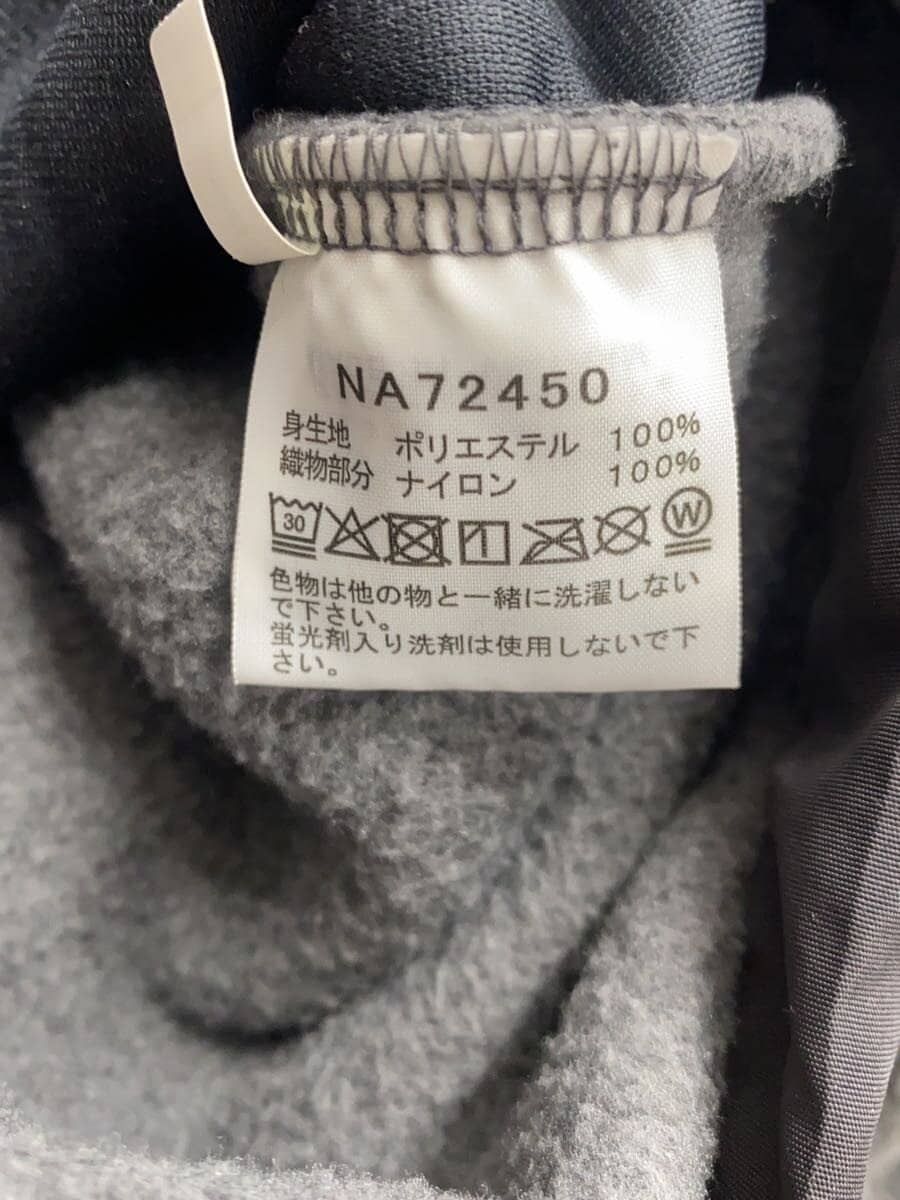 NA72450
身生地 ポリエステル 100%
織物部分 ナイロン 100%
30 W
色物は他の物と一緒に洗濯しない
で下さい。
蛍光剤入り洗剤は使用しないで下
さい。